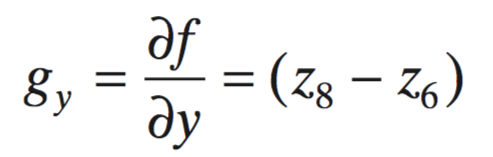 g_y = ∂f/∂y = (z_8 − z_6)